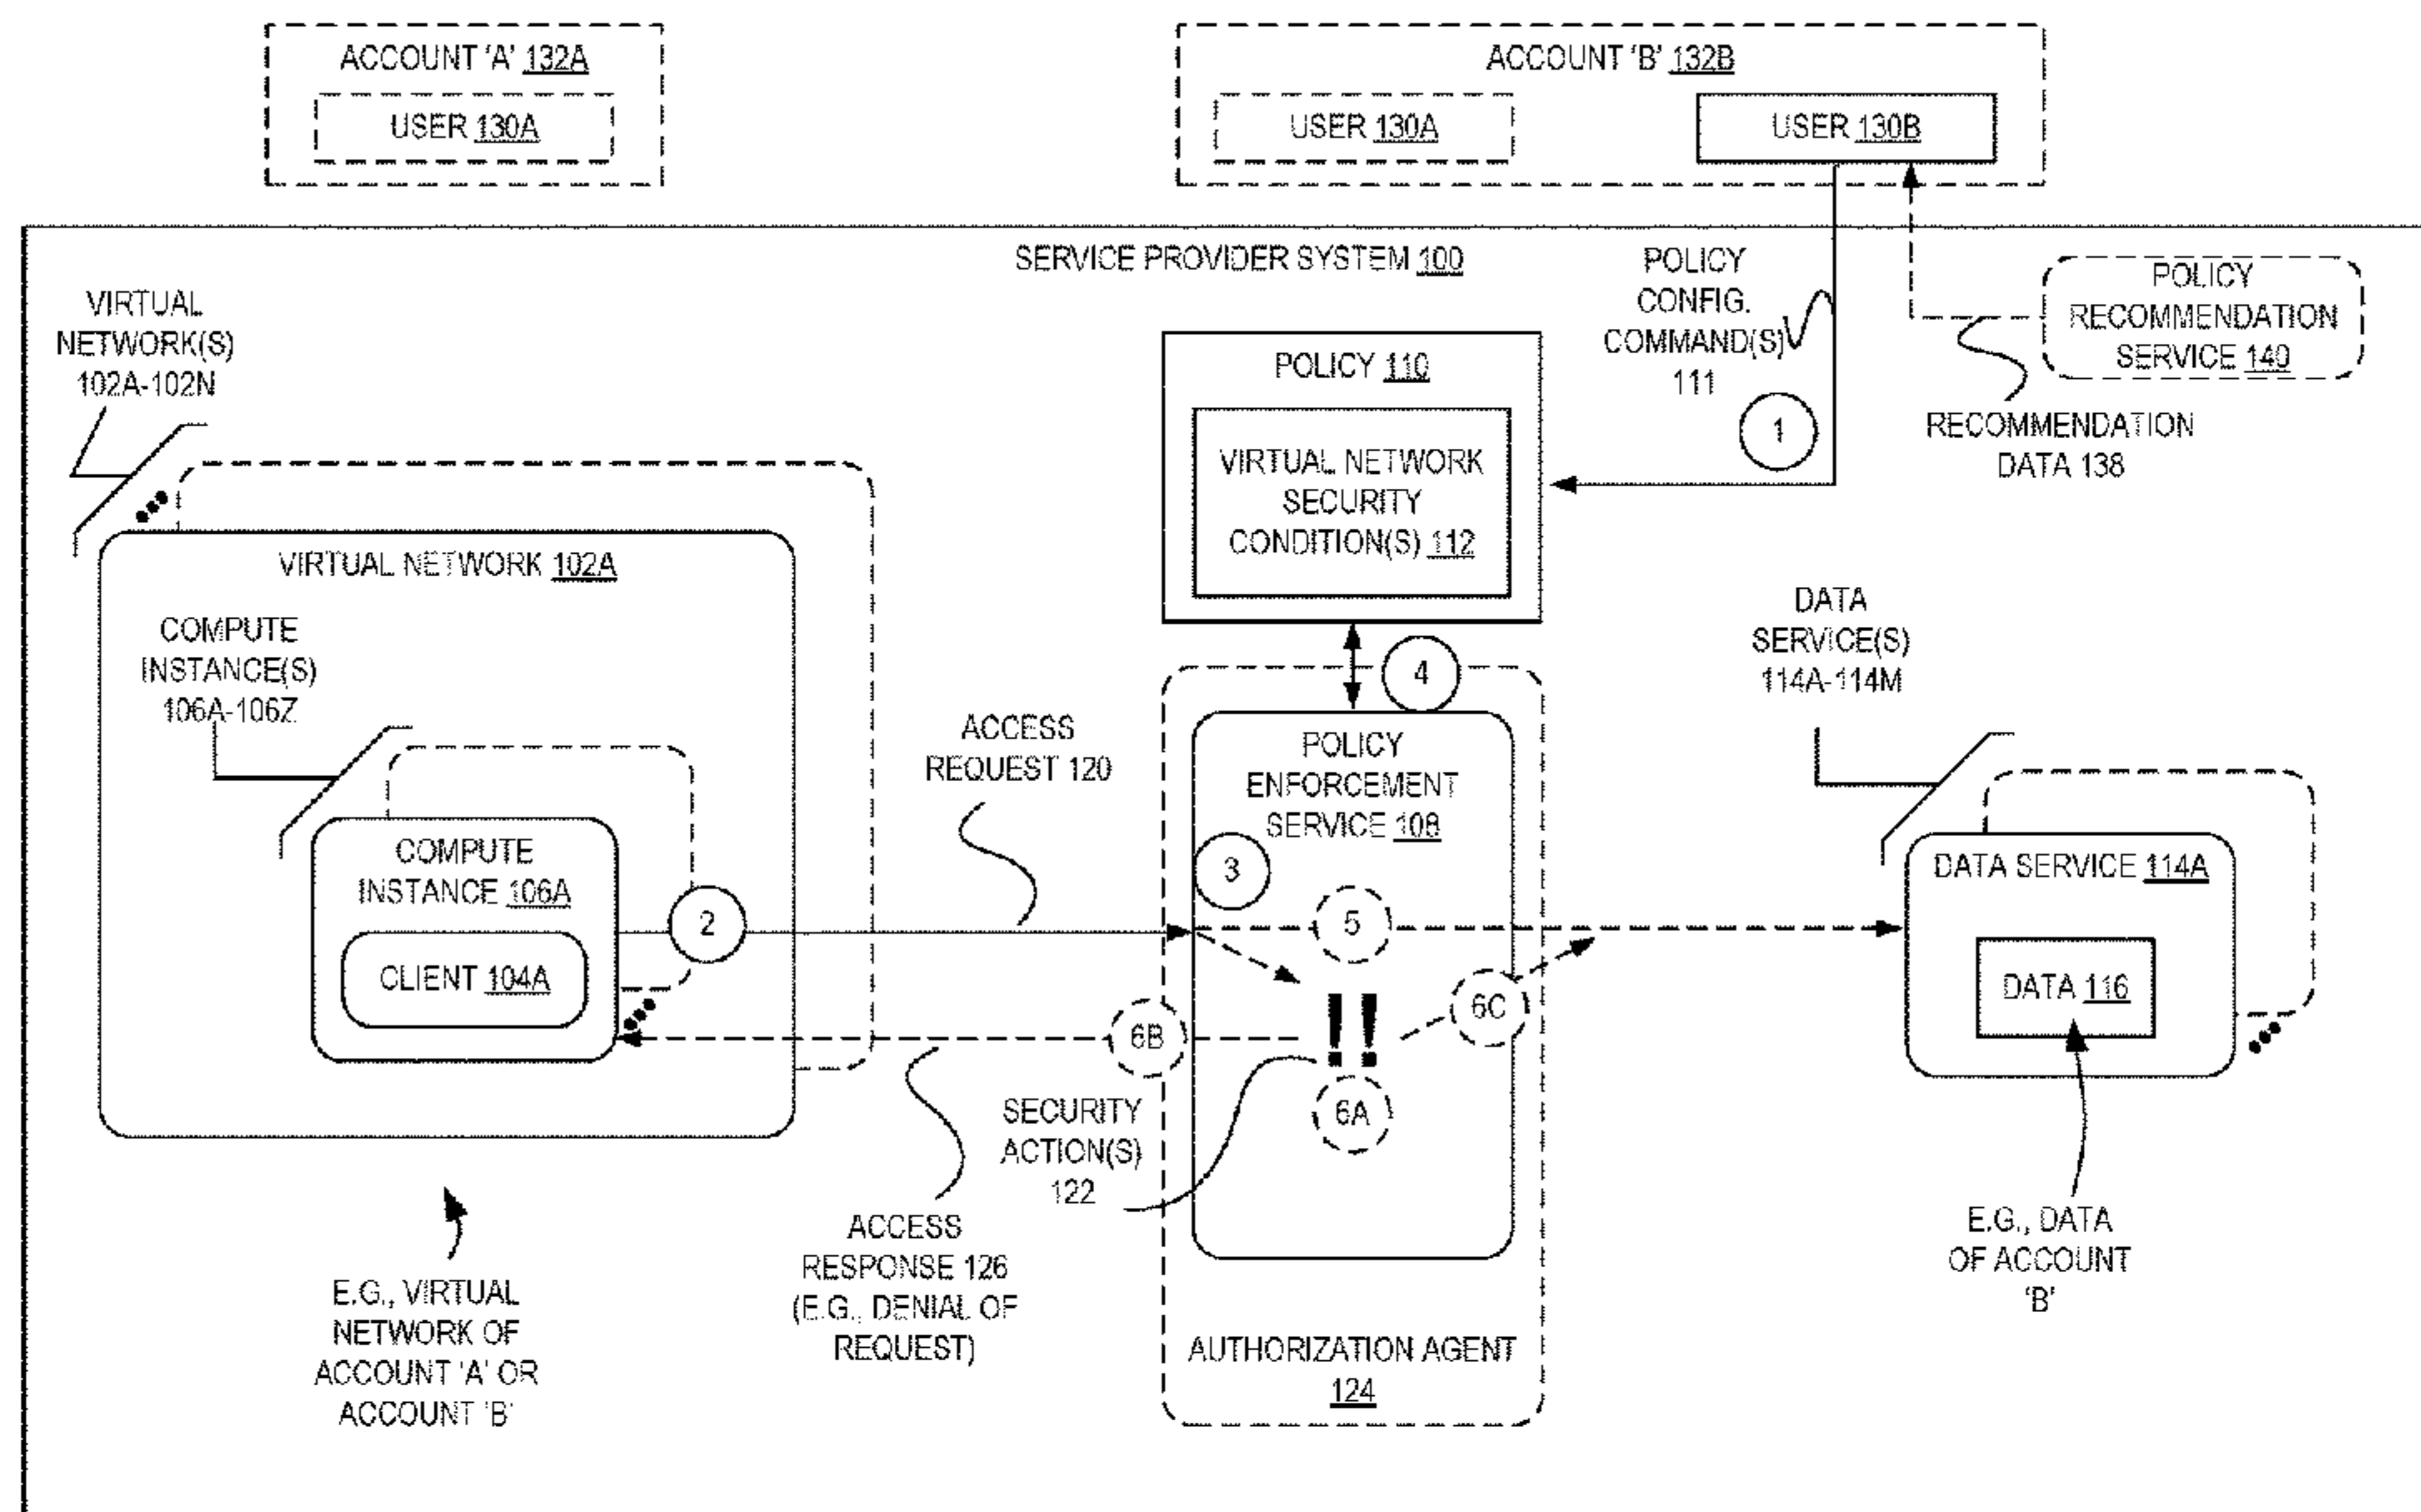 ACCOUNT 'A' 132A
USER 130A
ACCOUNT 'B' 132B
USER 130A
USER 130B
SERVICE PROVIDER SYSTEM 100
POLICY
CONFIG.
COMMAND(S)
111
1
POLICY
RECOMMENDATION
SERVICE 140
RECOMMENDATION
DATA 138
VIRTUAL
NETWORK(S)
102A-102N
POLICY 110
VIRTUAL NETWORK
SECURITY
CONDITION(S) 112
VIRTUAL NETWORK 102A
COMPUTE
INSTANCE(S)
106A-106Z
COMPUTE
INSTANCE 106A
CLIENT 104A
2
ACCESS
REQUEST 120
4
POLICY
ENFORCEMENT
SERVICE 108
3
5
6C
6B
!!
6A
DATA
SERVICE(S)
114A-114M
DATA SERVICE 114A
DATA 116
SECURITY
ACTION(S)
122
ACCESS
RESPONSE 126
(E.G., DENIAL OF
REQUEST)
AUTHORIZATION AGENT
124
E.G., VIRTUAL
NETWORK OF
ACCOUNT 'A' OR
ACCOUNT 'B'
E.G., DATA
OF ACCOUNT
'B'